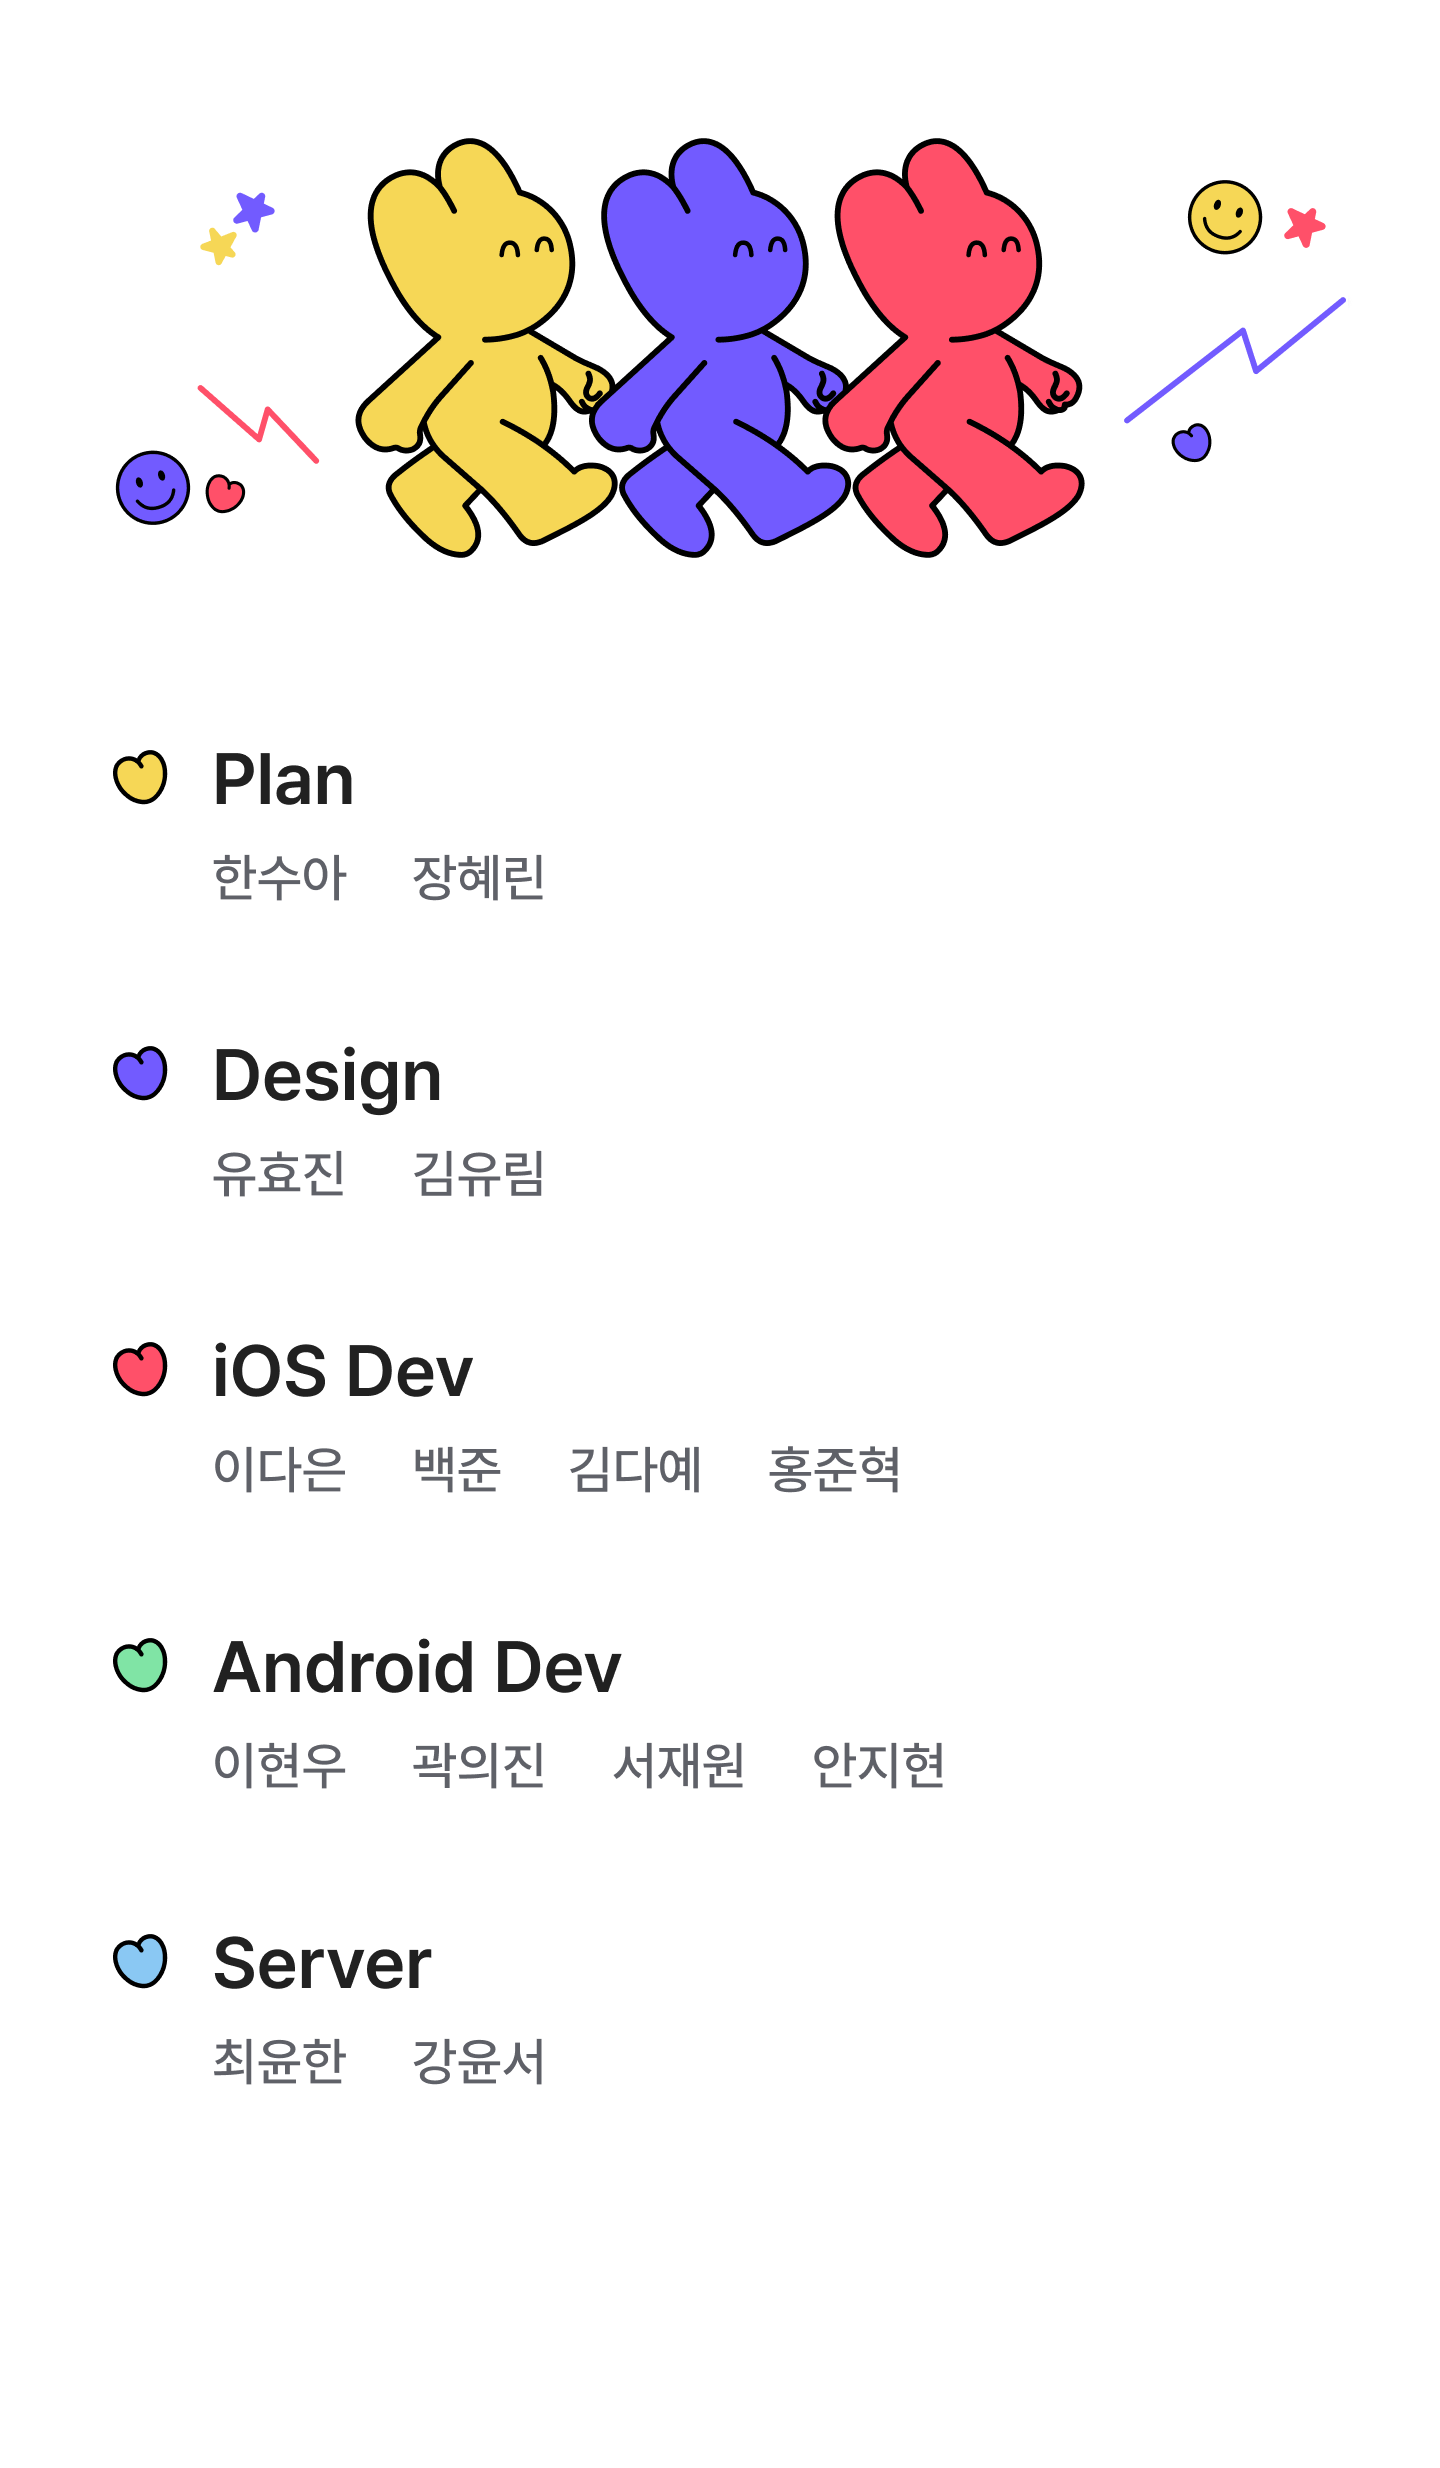 Plan
한수아 장혜린
Design
유효진 김유림
iOS Dev
이다은 백준 김다예 홍준혁
Android Dev
이현우 곽의진 서재원 안지현
Server
최윤한 강윤서